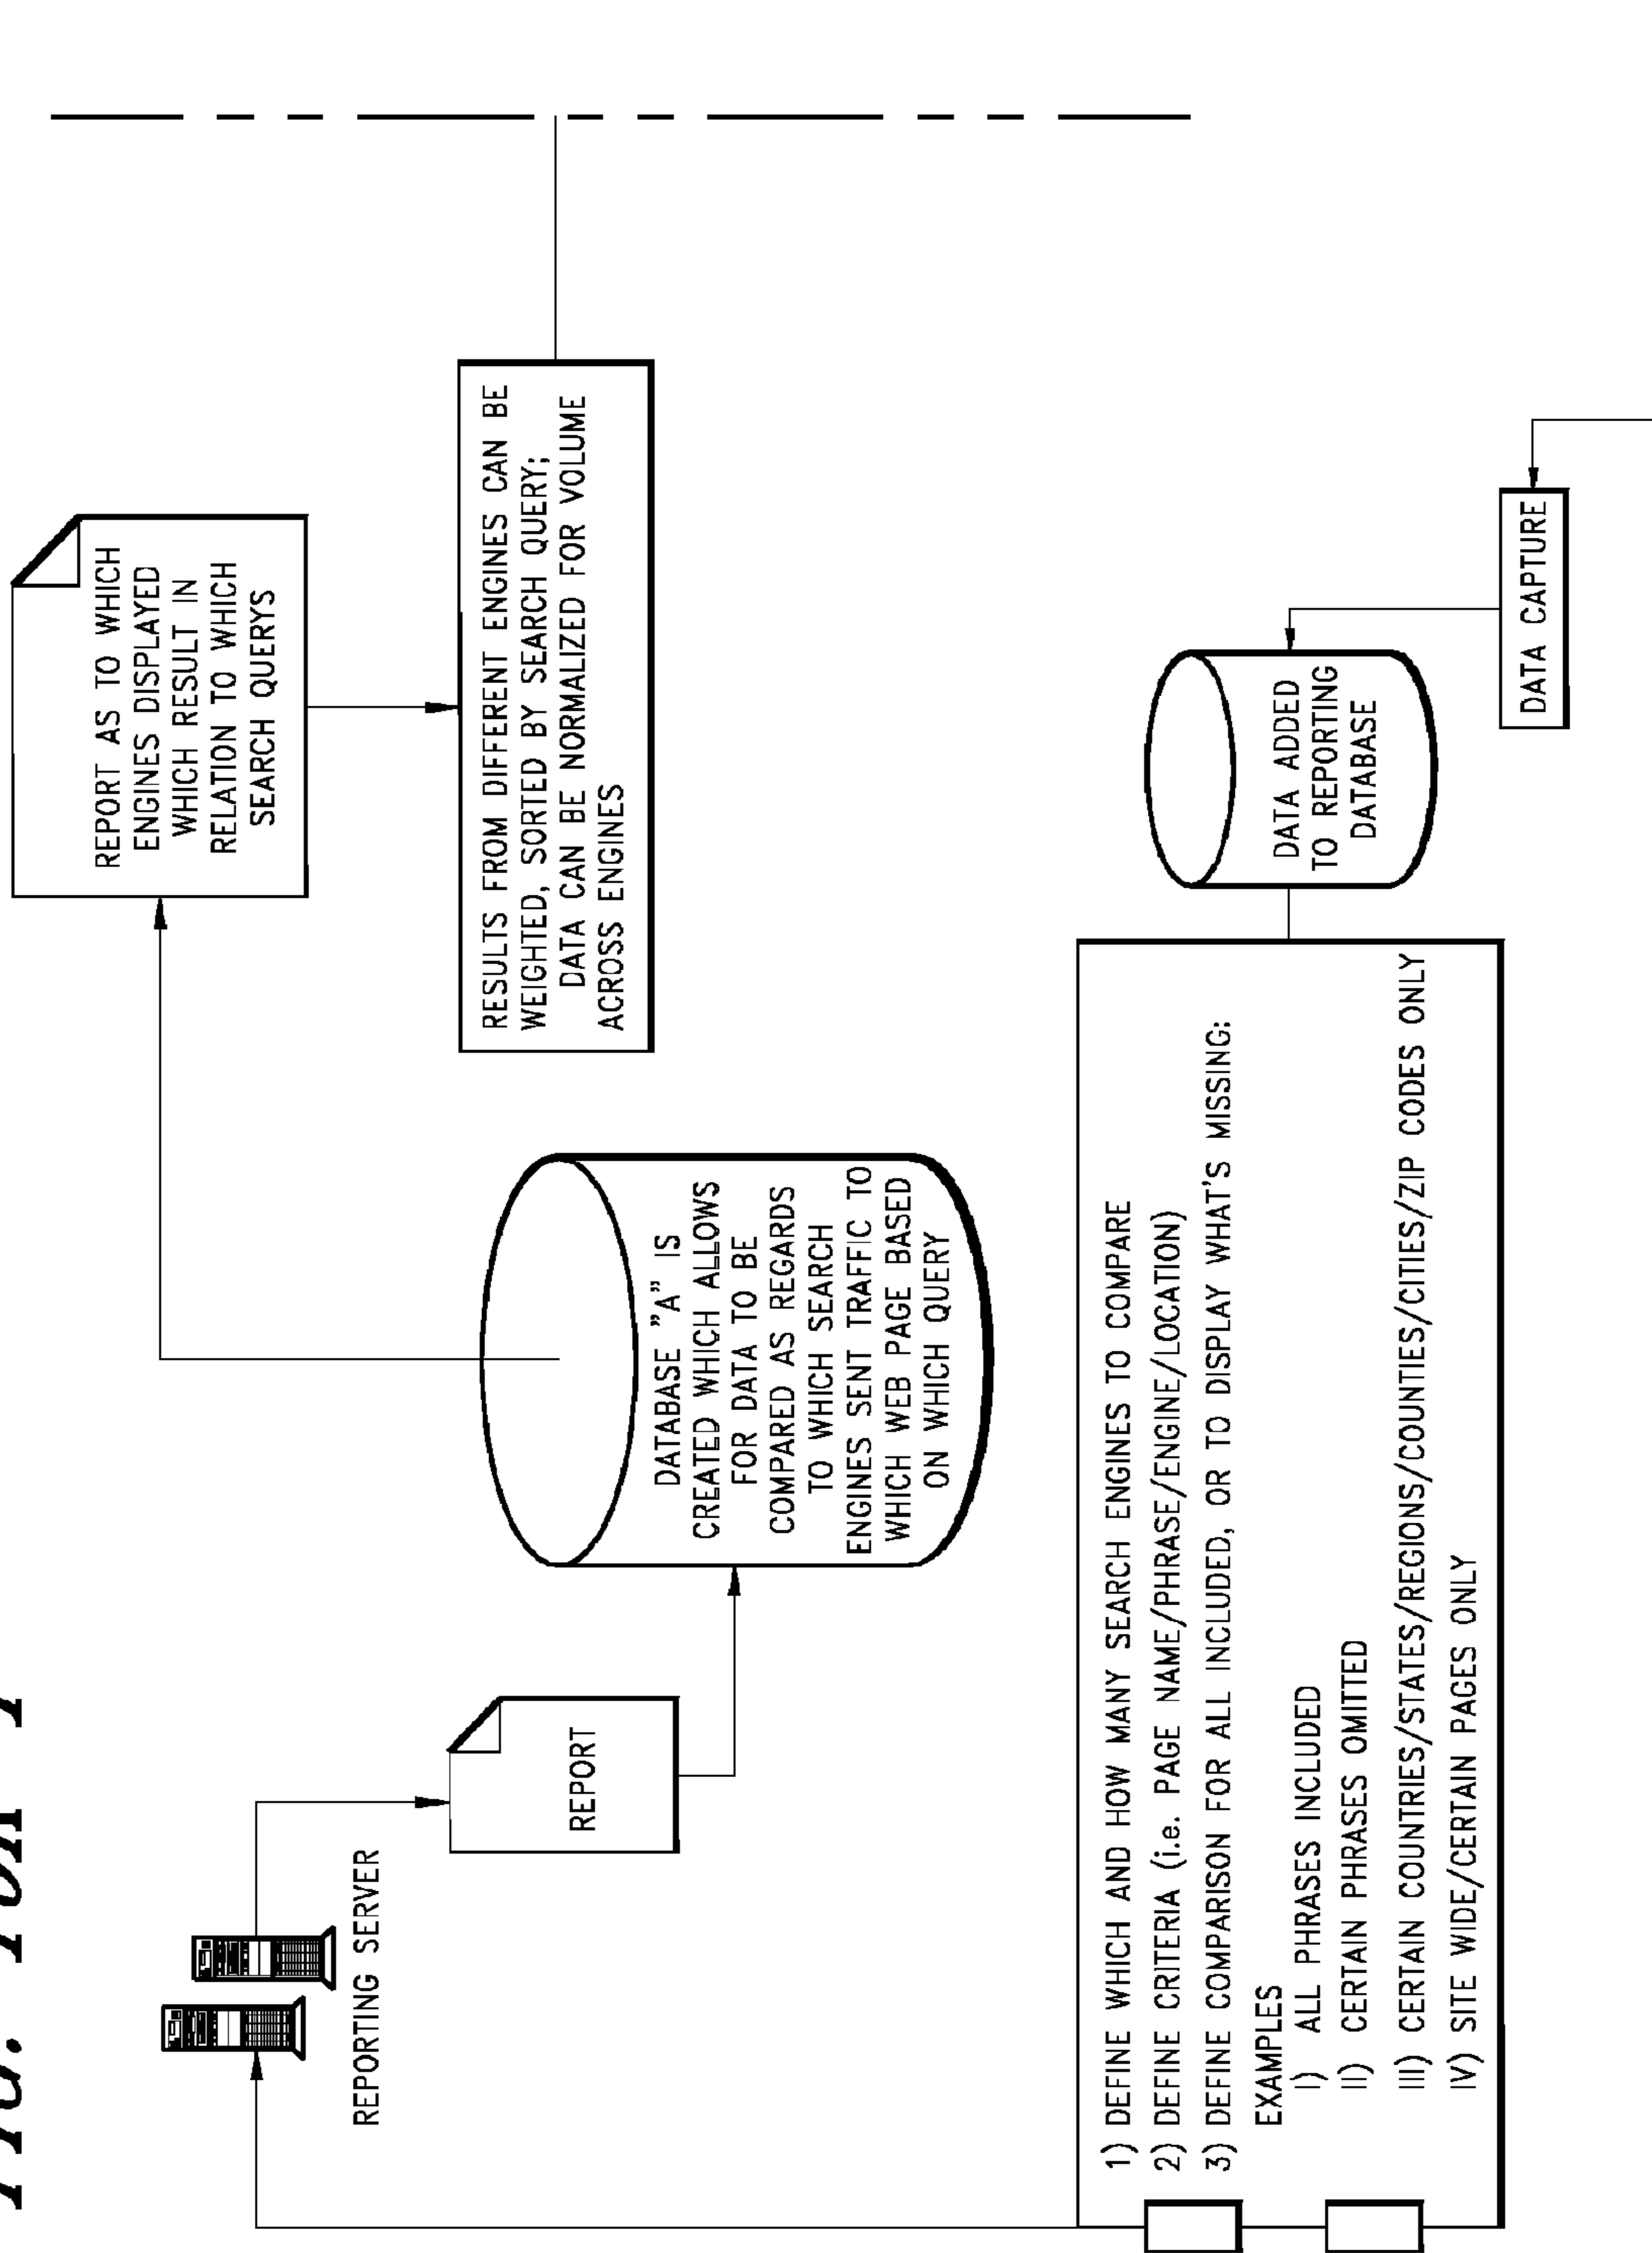 REPORTING SERVER
REPORT
DATABASE "A" IS
CREATED WHICH ALLOWS
FOR DATA TO BE
COMPARED AS REGARDS
TO WHICH SEARCH
ENGINES SENT TRAFFIC TO
WHICH WEB PAGE BASED
ON WHICH QUERY
REPORT AS TO WHICH
ENGINES DISPLAYED
WHICH RESULT IN
RELATION TO WHICH
SEARCH QUERYS
RESULTS FROM DIFFERENT ENGINES CAN BE
WEIGHTED, SORTED BY SEARCH QUERY;
DATA CAN BE NORMALIZED FOR VOLUME
ACROSS ENGINES
1) DEFINE WHICH AND HOW MANY SEARCH ENGINES TO COMPARE
2) DEFINE CRITERIA (i.e. PAGE NAME/PHRASE/ENGINE/LOCATION)
3) DEFINE COMPARISON FOR ALL INCLUDED, OR TO DISPLAY WHAT'S MISSING:
EXAMPLES
I) ALL PHRASES INCLUDED
II) CERTAIN PHRASES OMITTED
III) CERTAIN COUNTRIES/STATES/REGIONS/COUNTIES/CITIES/ZIP CODES ONLY
IV) SITE WIDE/CERTAIN PAGES ONLY
DATA ADDED
TO REPORTING
DATABASE
DATA CAPTURE